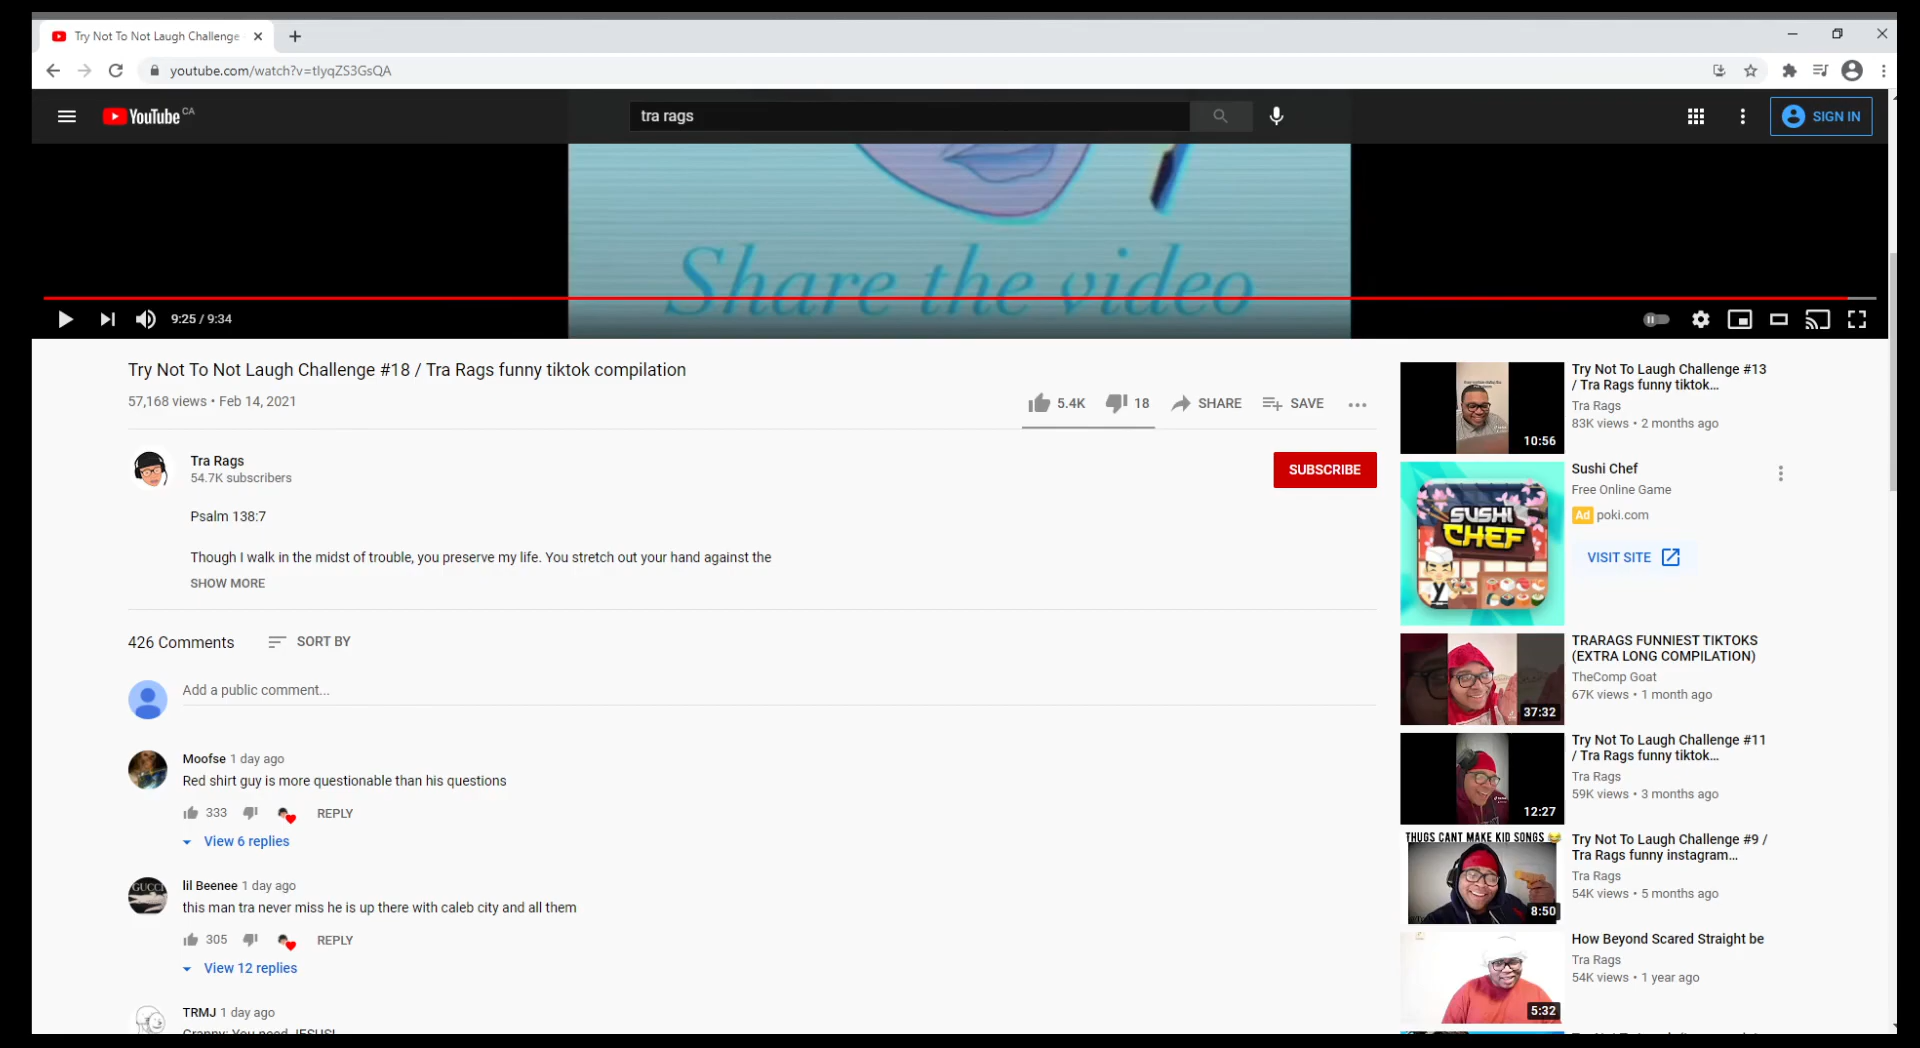 Try Not To Not Laugh Challenge
youtube.com/watch?v=tIyqZS3GsQA
YouTube CA
tra rags
SIGN IN
Share the video
9:25 / 9:34
Try Not To Not Laugh Challenge #18 / Tra Rags funny tiktok compilation
57,168 views • Feb 14, 2021
5.4K 18 SHARE SAVE
Tra Rags
54.7K subscribers
SUBSCRIBE
Psalm 138:7
Though I walk in the midst of trouble, you preserve my life. You stretch out your hand against the
SHOW MORE
426 Comments SORT BY
Add a public comment...
Moofse 1 day ago
Red shirt guy is more questionable than his questions
333 REPLY
View 6 replies
GUCCI
lil Beenee 1 day ago
this man tra never miss he is up there with caleb city and all them
305 REPLY
View 12 replies
TRMJ 1 day ago
Granny: You need JESUS!
10:56
Try Not To Laugh Challenge #13
/ Tra Rags funny tiktok...
Tra Rags
83K views • 2 months ago
SUSHI
CHEF
Sushi Chef
Free Online Game
Ad poki.com
VISIT SITE
37:32
TRARAGS FUNNIEST TIKTOKS
(EXTRA LONG COMPILATION)
TheComp Goat
67K views • 1 month ago
12:27
Try Not To Laugh Challenge #11
/ Tra Rags funny tiktok...
Tra Rags
59K views • 3 months ago
THUGS CANT MAKE KID SONGS 😂
8:50
Try Not To Laugh Challenge #9 /
Tra Rags funny instagram...
Tra Rags
54K views • 5 months ago
5:32
How Beyond Scared Straight be
Tra Rags
54K views • 1 year ago